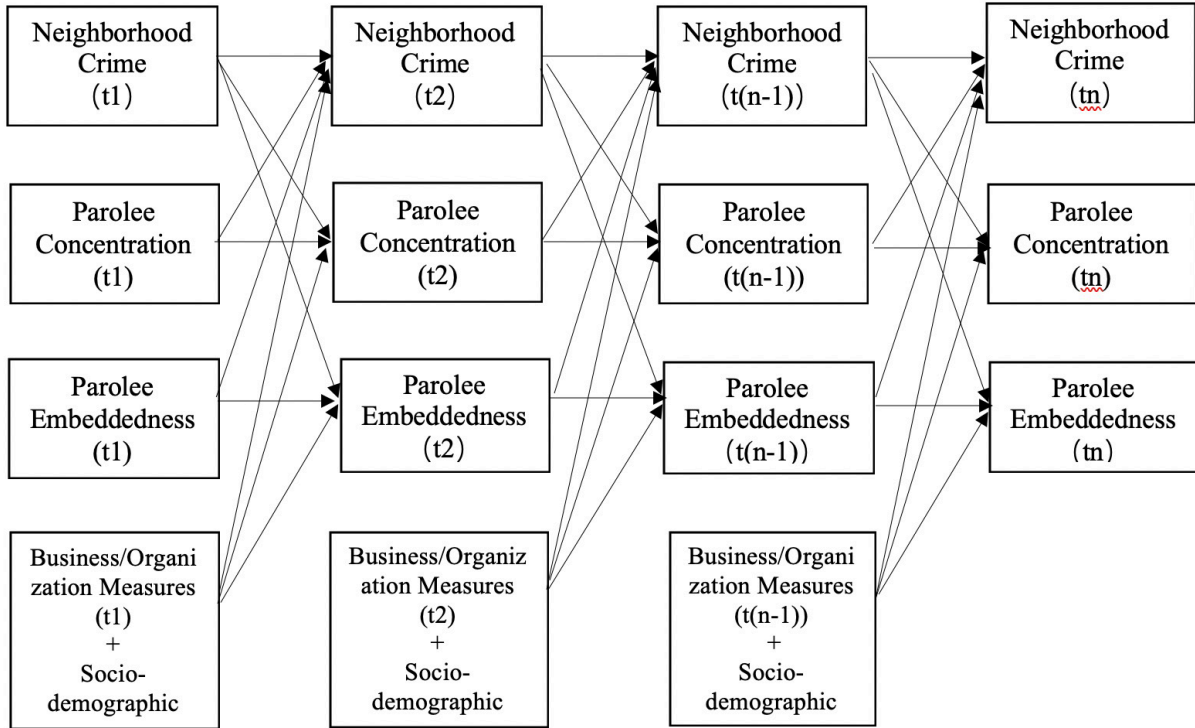 Neighborhood
Crime
(t1)
Neighborhood
Crime
(t2)
Neighborhood
Crime
(t(n-1))
Neighborhood
Crime
(tn)
Parolee
Concentration
(t1)
Parolee
Concentration
(t2)
Parolee
Concentration
(t(n-1))
Parolee
Concentration
(tn)
Parolee
Embeddedness
(t1)
Parolee
Embeddedness
(t2)
Parolee
Embeddedness
(t(n-1))
Parolee
Embeddedness
(tn)
Business/Organi
zation Measures
(t1)
+
Socio-
demographic
Business/Organiz
ation Measures
(t2)
+
Socio-
demographic
Business/Organi
zation Measures
(t(n-1))
+
Socio-
demographic